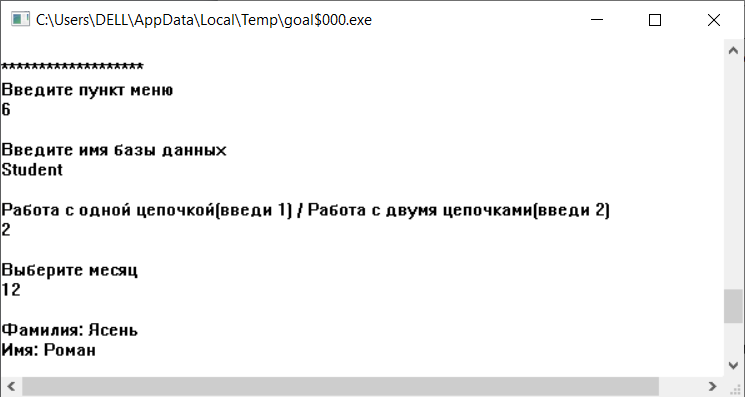 C:\Users\DELL\AppData\Local\Temp\goal$000.exe
*******************
Введите пункт меню
6
Введите имя базы данных
Student
Работа с одной цепочкой(введи 1) / Работа с двумя цепочками(введи 2)
2
Выберите месяц
12
Фамилия: Ясень
Имя: Роман